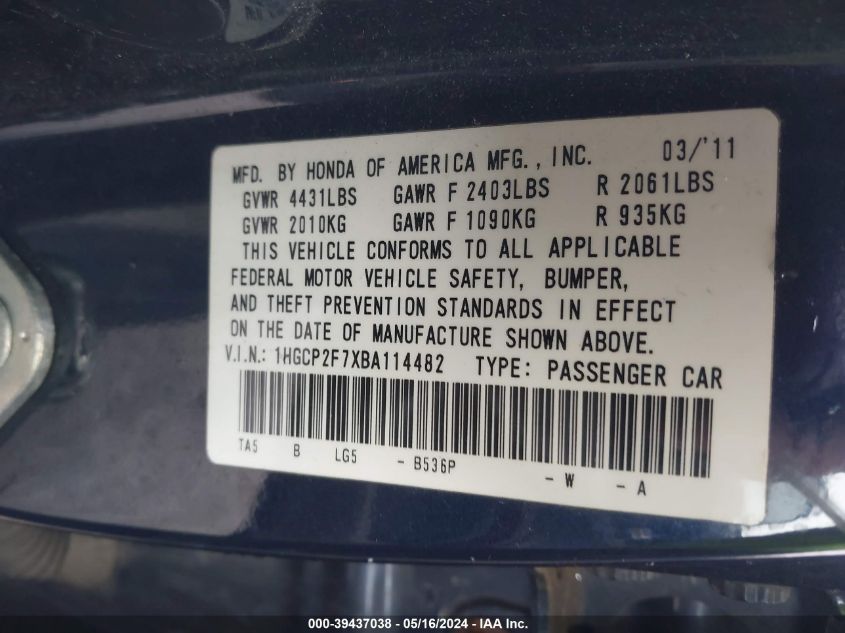 MFD. BY HONDA OF AMERICA MFG., INC. 03/'11
GVWR 4431LBS GAWR F 2403LBS R 2061LBS
GVWR 2010KG GAWR F 1090KG R 935KG
THIS VEHICLE CONFORMS TO ALL APPLICABLE
FEDERAL MOTOR VEHICLE SAFETY, BUMPER,
AND THEFT PREVENTION STANDARDS IN EFFECT
ON THE DATE OF MANUFACTURE SHOWN ABOVE.
V.I.N.: 1HGCP2F7XBA114482 TYPE: PASSENGER CAR
TA5 B LG5 - B536P - W - A
000-39437038 - 05/16/2024 - IAA Inc.